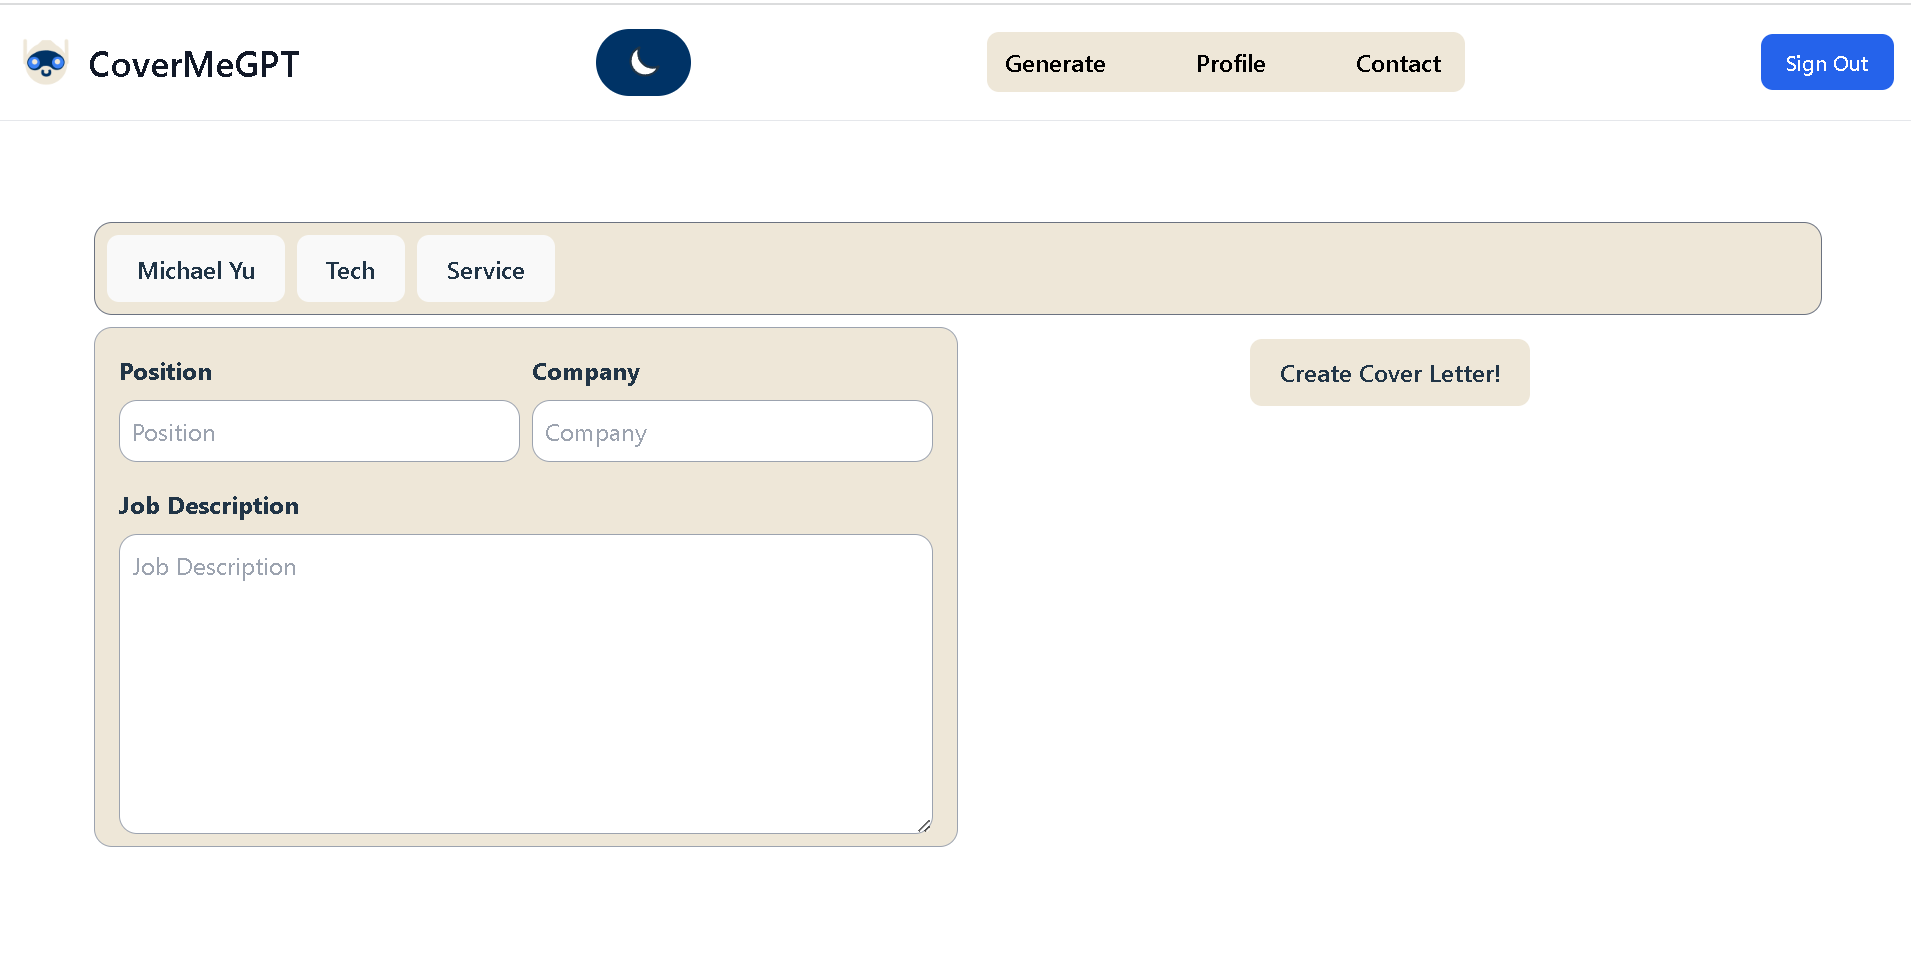 CoverMeGPT
Generate Profile Contact
Sign Out
Michael Yu Tech Service
Position Company
Position Company
Create Cover Letter!
Job Description
Job Description